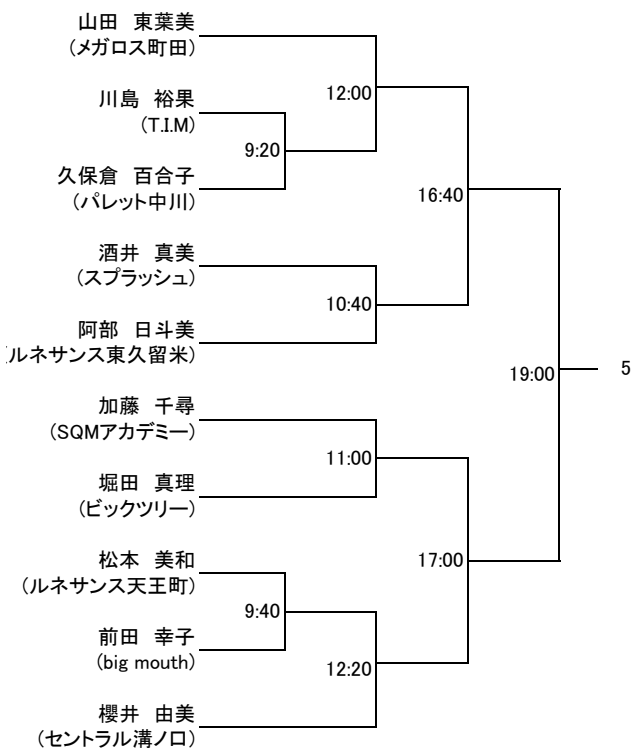 山田　東葉美
(メガロス町田)
12:00
川島　裕果
(T.I.M)
9:20
久保倉　百合子
(パレット中川)
16:40
酒井　真美
(スプラッシュ)
10:40
阿部　日斗美
ルネサンス東久留米)
19:00
5
加藤　千尋
(SQMアカデミー)
11:00
堀田　真理
(ビックツリー)
松本　美和
(ルネサンス天王町)
17:00
9:40
前田　幸子
(big mouth)
12:20
櫻井　由美
(セントラル溝ノ口)